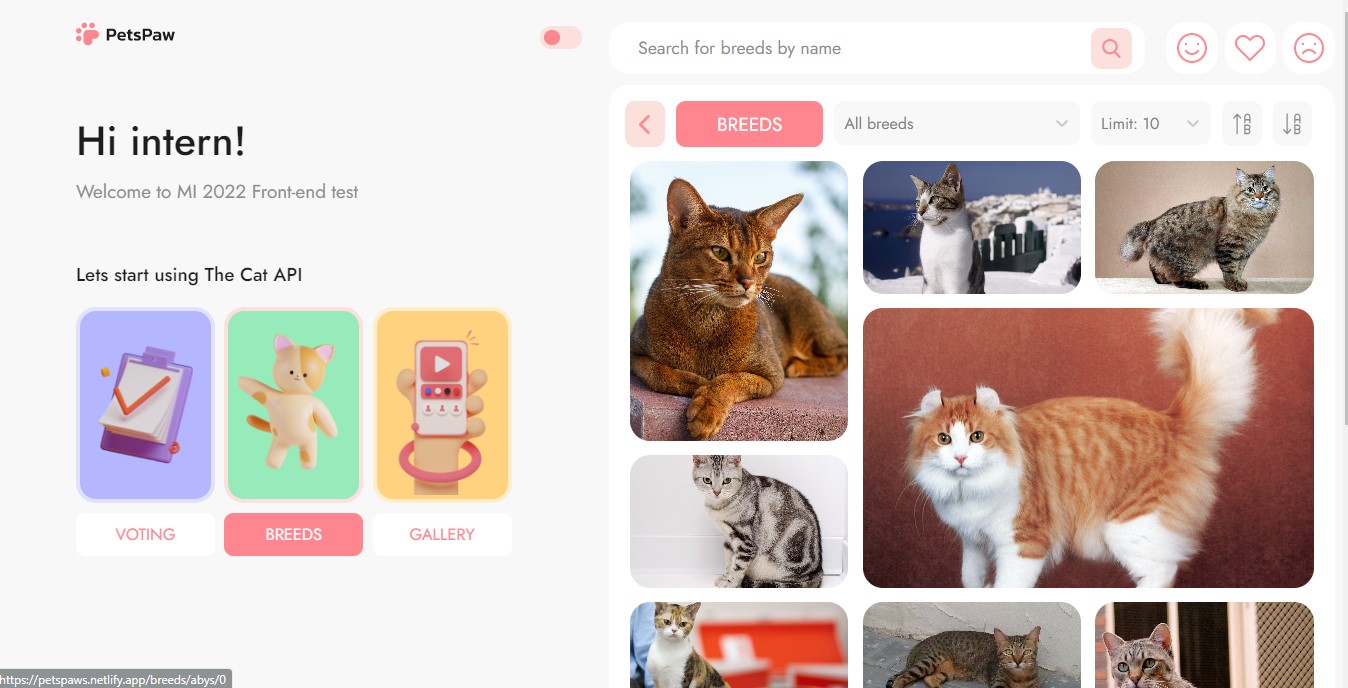 PetsPaw
Hi intern!
Welcome to MI 2022 Front-end test
Lets start using The Cat API
VOTING
BREEDS
GALLERY
Search for breeds by name
BREEDS
All breeds
Limit: 10
https://petspaws.netlify.app/breeds/abys/0